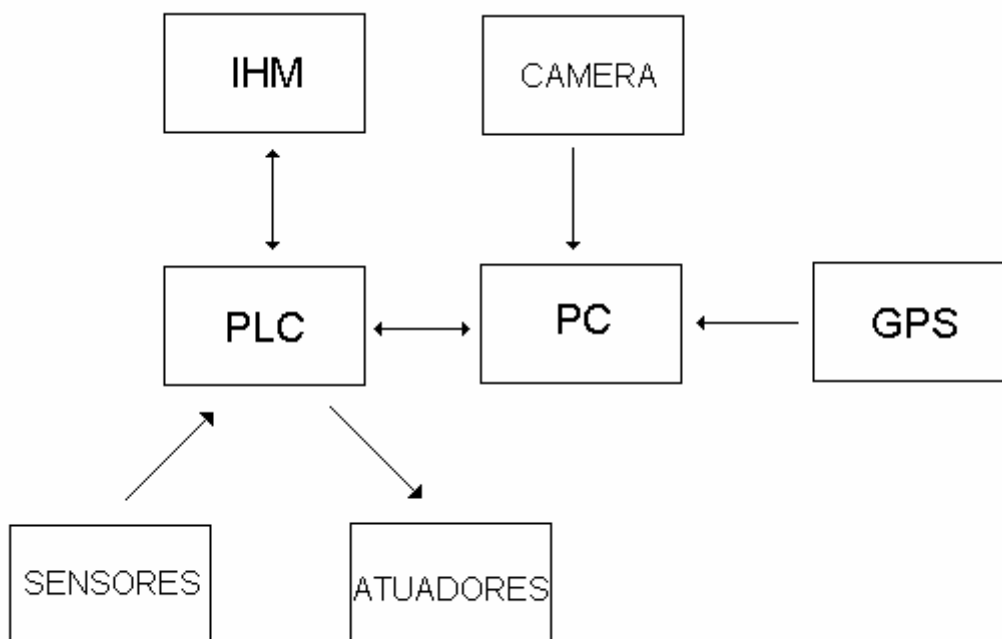 IHM
CAMERA
PLC
PC
GPS
SENSORES
ATUADORES